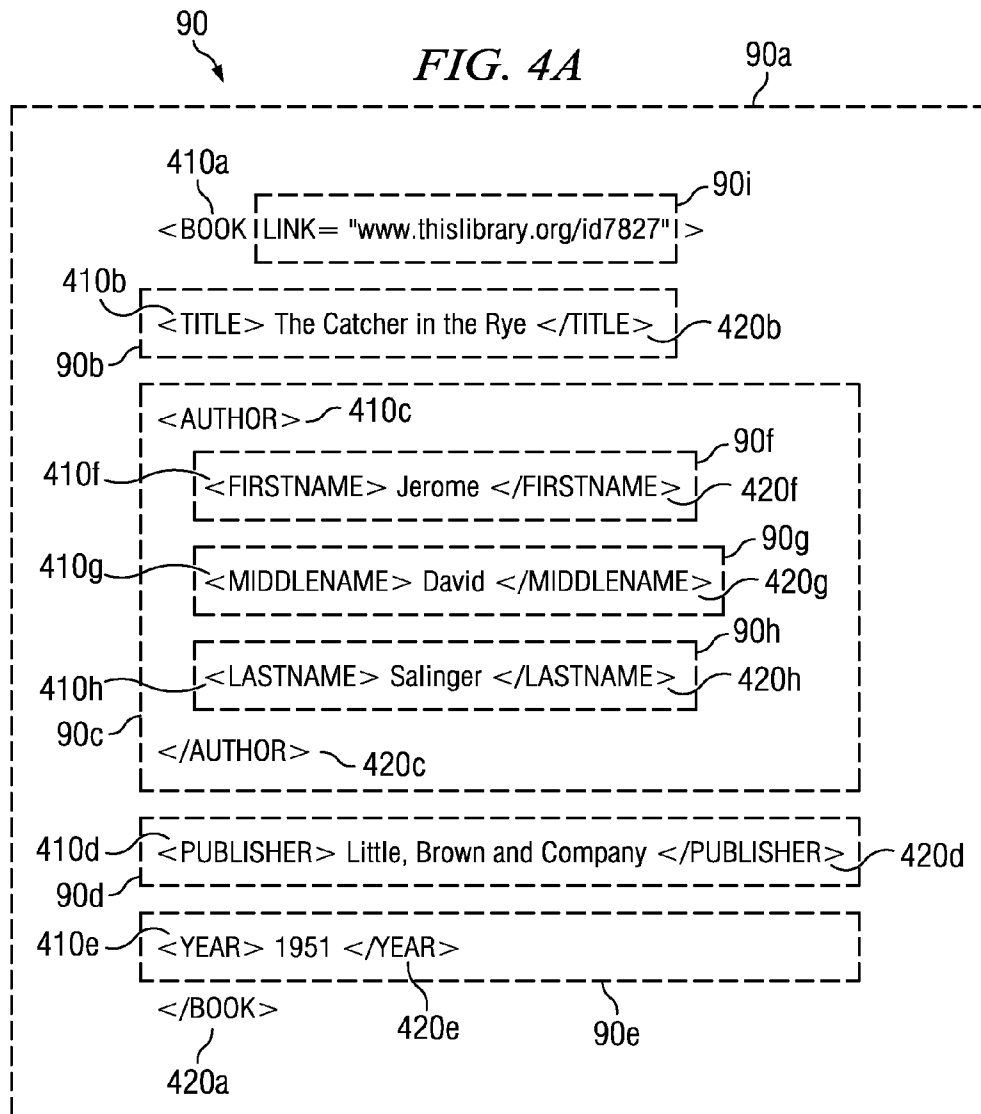 90
FIG. 4A
90a
410a
90i
<BOOK LINK= "www.thislibrary.org/id7827" >
410b
<TITLE> The Catcher in the Rye </TITLE>
420b
90b
<AUTHOR>
410c
90f
410f
<FIRSTNAME> Jerome </FIRSTNAME>
420f
90g
410g
<MIDDLENAME> David </MIDDLENAME>
420g
90h
<LASTNAME> Salinger </LASTNAME>
410h
420h
90c
</AUTHOR>
420c
410d
<PUBLISHER> Little, Brown and Company </PUBLISHER>
420d
90d
410e
<YEAR> 1951 </YEAR>
</BOOK>
420e
90e
420a